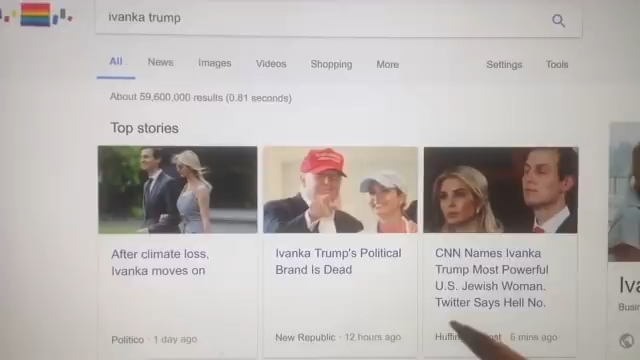 ivanka trump
All News Images Videos Shopping More Settings Tools
About 59,600,000 results (0.81 seconds)
Top stories
After climate loss,
Ivanka moves on
Politico · 1 day ago
Ivanka Trump's Political
Brand Is Dead
New Republic · 12 hours ago
CNN Names Ivanka
Trump Most Powerful
U.S. Jewish Woman.
Twitter Says Hell No.
mins ago